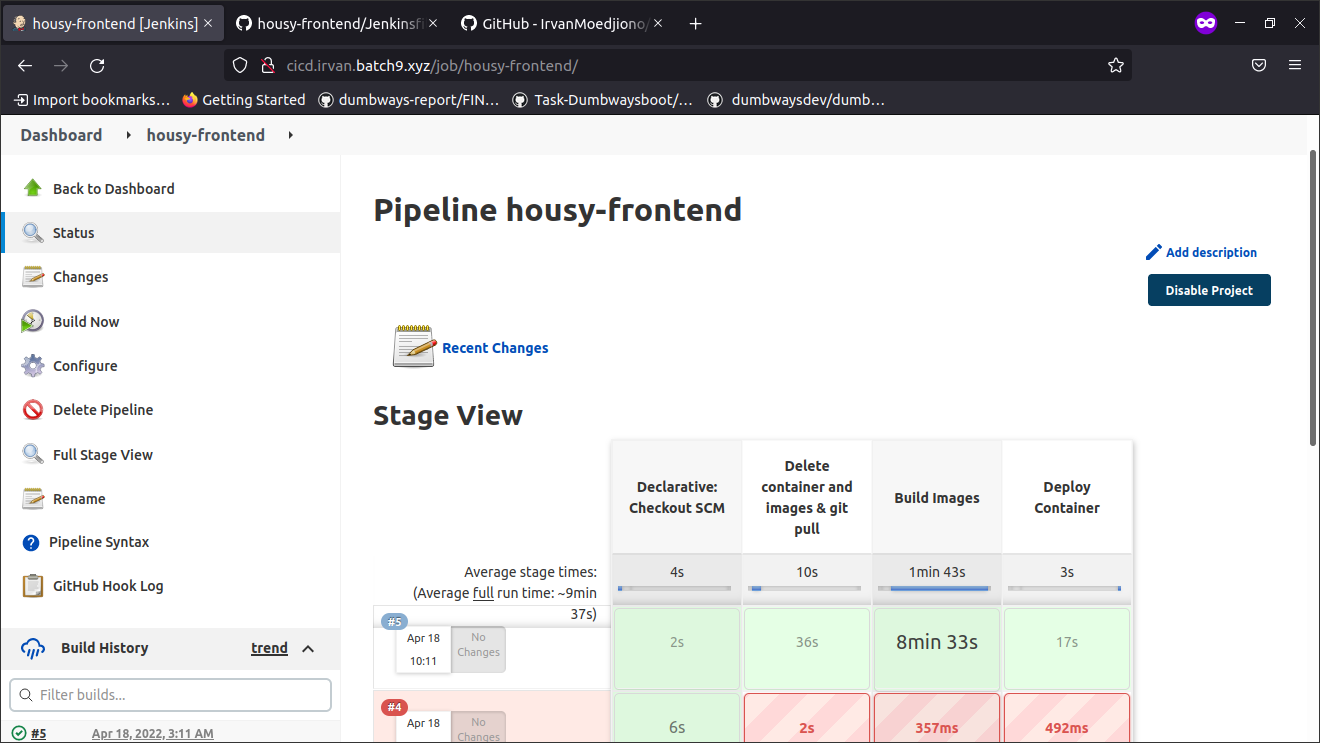 housy-frontend [Jenkins]
housy-frontend/Jenkinsfi
GitHub - IrvanMoedjiono/
cicd.irvan.batch9.xyz/job/housy-frontend/
Import bookmarks…
Getting Started
dumbways-report/FIN…
Task-Dumbwaysboot/…
dumbwaysdev/dumb…
Dashboard
housy-frontend
Back to Dashboard
Status
Changes
Build Now
Configure
Delete Pipeline
Full Stage View
Rename
Pipeline Syntax
GitHub Hook Log
Build History
trend
Filter builds...
#5
Apr 18, 2022, 3:11 AM
Pipeline housy-frontend
Add description
Disable Project
Recent Changes
Stage View
Declarative:
Checkout SCM
Delete
container and
images & git
pull
Build Images
Deploy
Container
Average stage times:
(Average full run time: ~9min
37s)
4s
10s
1min 43s
3s
#5
Apr 18
10:11
No
Changes
2s
36s
8min 33s
17s
#4
Apr 18
No
Changes
6s
2s
357ms
492ms